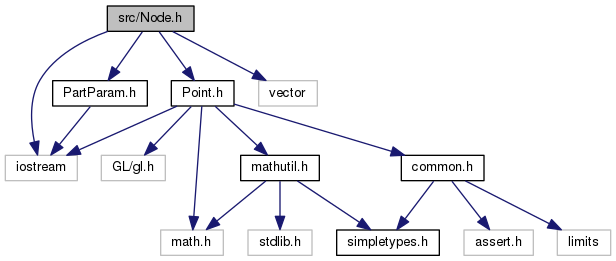 src/Node.h
PartParam.h
Point.h
vector
iostream
GL/gl.h
mathutil.h
common.h
math.h
stdlib.h
simpletypes.h
assert.h
limits